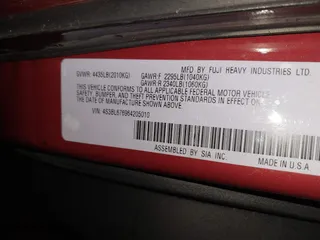 MFD BY FUJI HEAVY INDUSTRIES LTD.
GVWR: 4435LB(2010KG) GAWR:F 2295LB(1040KG)
GAWR:R 2340LB(1060KG)
THIS VEHICLE CONFORMS TO ALL APPLICABLE FEDERAL MOTOR VEHICLE
SAFETY, BUMPER, AND THEFT PREVENTION STANDARDS IN EFFECT ON
THE DATE OF MANUFACTURE SHOWN ABOVE.
VIN:
ASSEMBLED BY SIA INC.
MADE IN U.S.A